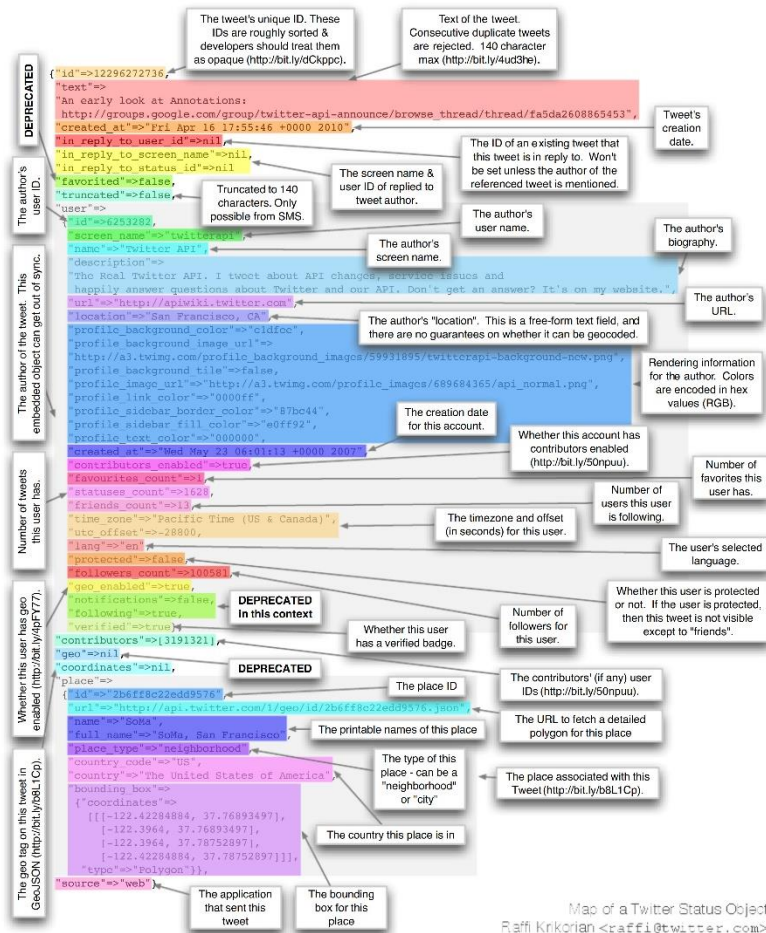 The tweet's unique ID. These
IDs are roughly sorted &
developers should treat them
as opaque (http://bit.ly/dCkppc).
Text of the tweet.
Consecutive duplicate tweets
are rejected. 140 character
max (http://bit.ly/4ud3he).
DEPRECATED
{"id"=>12296272736,
"text"=>
"An early look at Annotations:
http://groups.google.com/group/twitter-api-announce/browse_thread/thread/fa5da2608865453",
"created_at"=>"Fri Apr 16 17:55:46 +0000 2010",
Tweet's
creation
date.
"in_reply_to_user_id"=>nil,
"in_reply_to_screen_name"=>nil,
"in_reply_to_status_id"=>nil
The ID of an existing tweet that
this tweet is in reply to. Won't
be set unless the author of the
referenced tweet is mentioned.
The screen name &
user ID of replied to
tweet author.
"favorited"=>false,
"truncated"=>false,
Truncated to 140
characters. Only
possible from SMS.
The author's
user ID.
"user"=>
{"id"=>6253282,
"screen_name"=>"twitterapi",
The author's
user name.
"name"=>"Twitter API",
The author's
screen name.
The author's
biography.
"description"=>
"The Real Twitter API. I tweet about API changes, service issues and
happily answer questions about Twitter and our API. Don't get an answer? It's on my website.",
"url"=>"http://apiwiki.twitter.com",
The author's
URL.
"location"=>"San Francisco, CA",
The author's "location". This is a free-form text field, and
there are no guarantees on whether it can be geocoded.
The author of the tweet. This
embedded object can get out of sync.
"profile_background_color"=>"c1dfee",
"profile_background_image_url"=>
"http://a3.twimg.com/profile_background_images/59931895/twitterapi-background-new.png",
"profile_background_tile"=>false,
"profile_image_url"=>"http://a3.twimg.com/profile_images/689684365/api_normal.png",
"profile_link_color"=>"0000ff",
"profile_sidebar_border_color"=>"87bc44",
"profile_sidebar_fill_color"=>"e0ff92",
"profile_text_color"=>"000000",
Rendering information
for the author. Colors
are encoded in hex
values (RGB).
The creation date
for this account.
"created_at"=>"Wed May 23 06:01:13 +0000 2007",
"contributors_enabled"=>true,
Whether this account has
contributors enabled
(http://bit.ly/50npuu).
"favourites_count"=>1,
Number of
favorites this
user has.
"statuses_count"=>1628,
Number of tweets
this user has.
"friends_count"=>13,
Number of
users this user
is following.
"time_zone"=>"Pacific Time (US & Canada)",
"utc_offset"=>-28800,
The timezone and offset
(in seconds) for this user.
"lang"=>"en",
The user's selected
language.
"protected"=>false,
Whether this user is protected
or not. If the user is protected,
then this tweet is not visible
except to "friends".
"followers_count"=>100581,
Number of
followers for
this user.
"geo_enabled"=>true,
Whether this user has geo
enabled (http://bit.ly/4pFY77).
"notifications"=>false,
"following"=>true,
DEPRECATED
in this context
"verified"=>true},
Whether this user
has a verified badge.
"contributors"=>[3191321],
The contributors' (if any) user
IDs (http://bit.ly/50npuu).
"geo"=>nil,
DEPRECATED
"coordinates"=>nil,
The geo tag on this tweet in
GeoJSON (http://bit.ly/b8L1Cp).
"place"=>
{"id"=>"2b6ff8c22edd9576",
The place ID
"url"=>"http://api.twitter.com/1/geo/id/2b6ff8c22edd9576.json",
The URL to fetch a detailed
polygon for this place
"name"=>"SoMa",
"full_name"=>"SoMa, San Francisco",
The printable names of this place
"place_type"=>"neighborhood",
The type of this
place - can be a
"neighborhood"
or "city"
"country_code"=>"US",
"country"=>"The United States of America",
The country this place is in
The place associated with this
Tweet (http://bit.ly/b8L1Cp).
"bounding_box"=>
{"coordinates"=>
[[[-122.42284884, 37.76893497],
[-122.3964, 37.76893497],
[-122.3964, 37.78752897],
[-122.42284884, 37.78752897]]],
"type"=>"Polygon"}},
The bounding
box for this
place
"source"=>"web"}
The application
that sent this
tweet
Map of a Twitter Status Object
Raffi Krikorian <raffi@twitter.com>